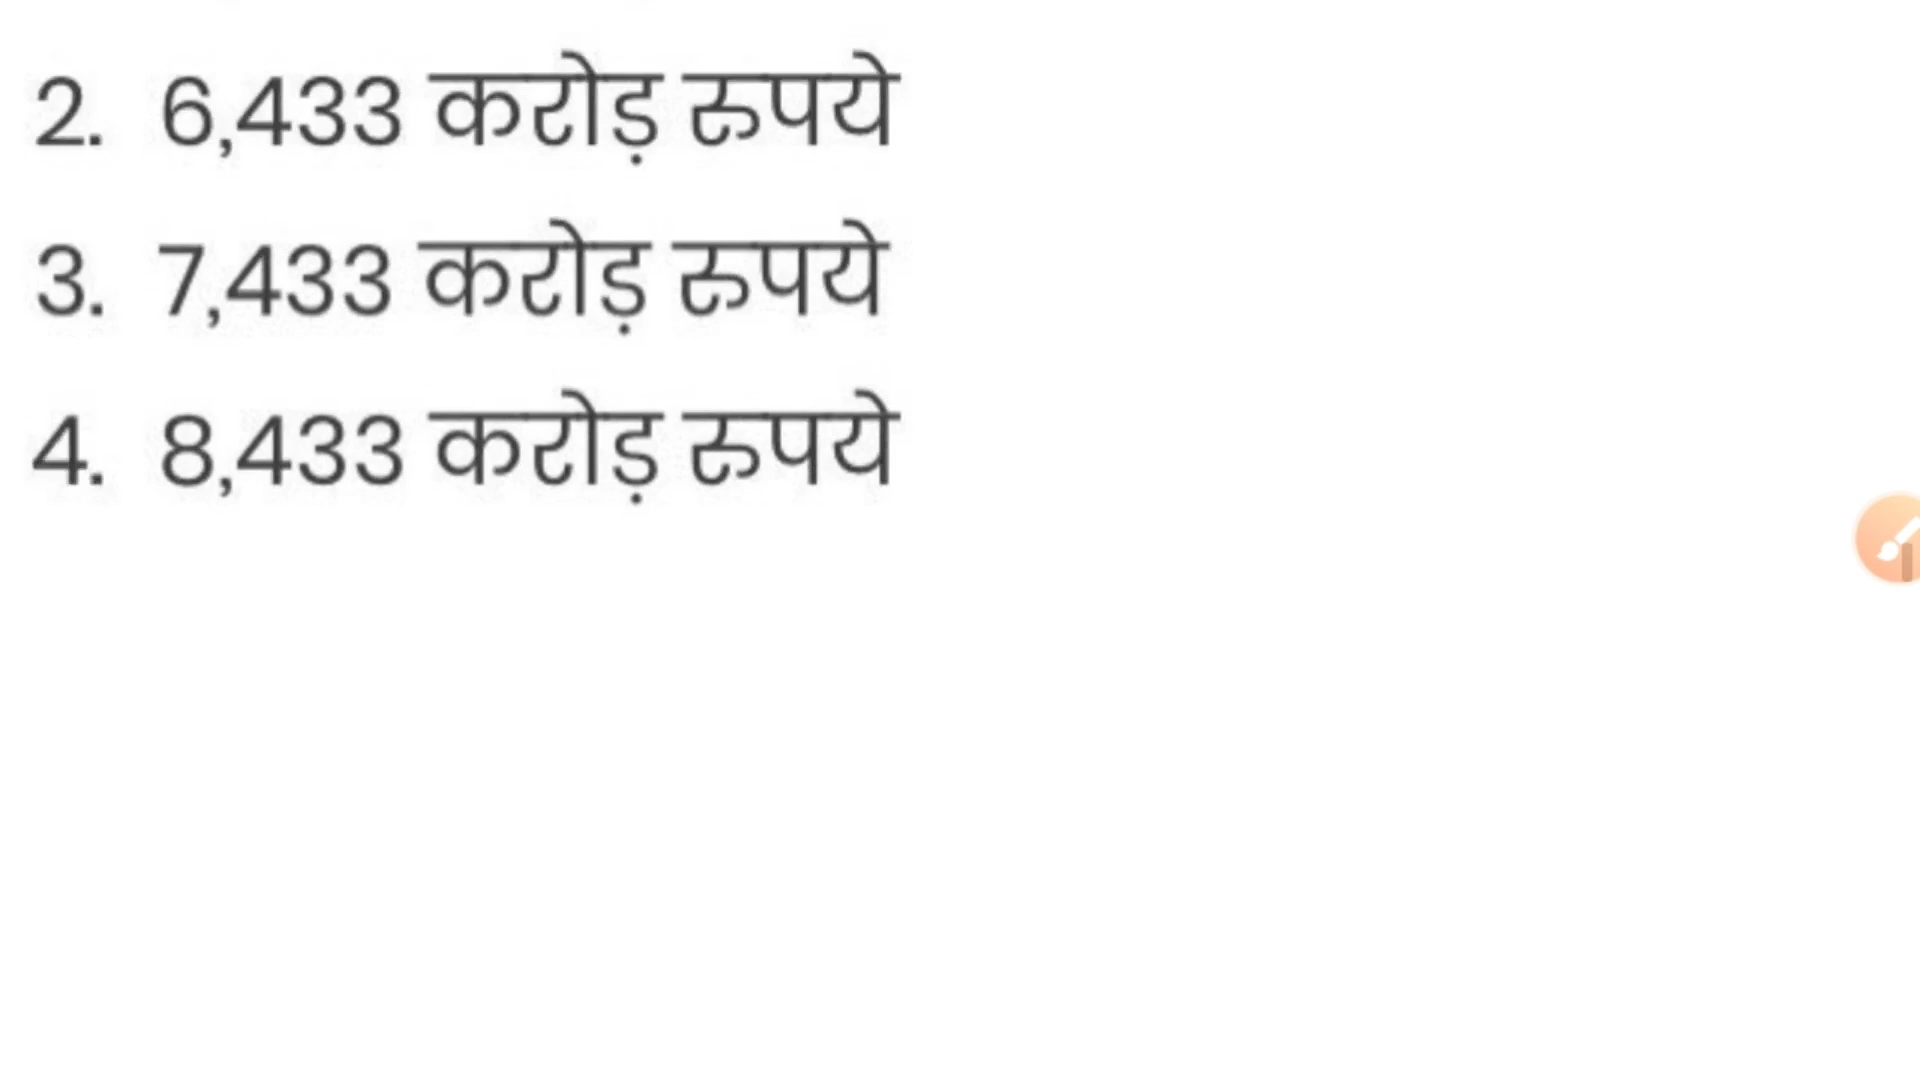 2. 6,433 करोड़ रुपये
3. 7,433 करोड़ रुपये
4. 8,433 करोड़ रुपये